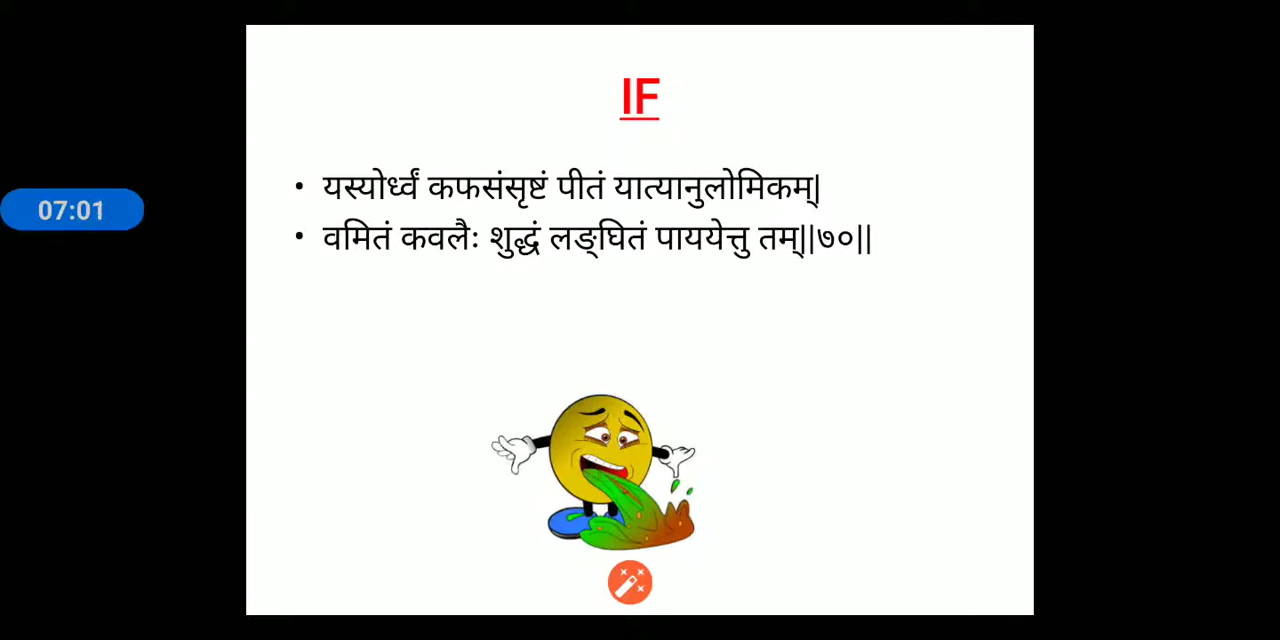 IF
07:01
• यस्योर्ध्वं कफसंसृष्टं पीतं यात्यानुलोमिकम्|
• वमितं कवलैः शुद्धं लङ्घितं पाययेत्तु तम्||७०||